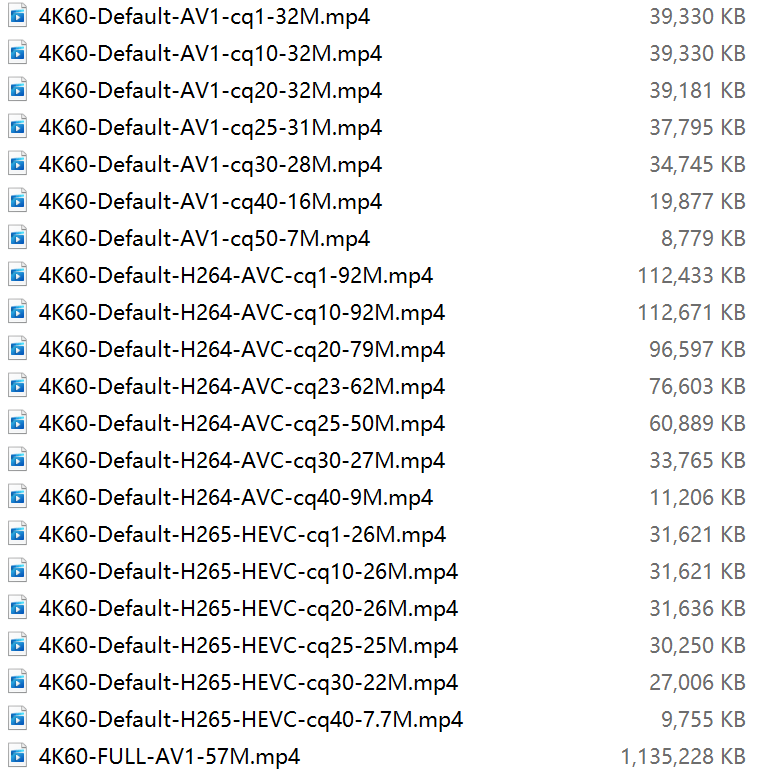 4K60-Default-AV1-cq1-32M.mp4 39,330 KB
4K60-Default-AV1-cq10-32M.mp4 39,330 KB
4K60-Default-AV1-cq20-32M.mp4 39,181 KB
4K60-Default-AV1-cq25-31M.mp4 37,795 KB
4K60-Default-AV1-cq30-28M.mp4 34,745 KB
4K60-Default-AV1-cq40-16M.mp4 19,877 KB
4K60-Default-AV1-cq50-7M.mp4 8,779 KB
4K60-Default-H264-AVC-cq1-92M.mp4 112,433 KB
4K60-Default-H264-AVC-cq10-92M.mp4 112,671 KB
4K60-Default-H264-AVC-cq20-79M.mp4 96,597 KB
4K60-Default-H264-AVC-cq23-62M.mp4 76,603 KB
4K60-Default-H264-AVC-cq25-50M.mp4 60,889 KB
4K60-Default-H264-AVC-cq30-27M.mp4 33,765 KB
4K60-Default-H264-AVC-cq40-9M.mp4 11,206 KB
4K60-Default-H265-HEVC-cq1-26M.mp4 31,621 KB
4K60-Default-H265-HEVC-cq10-26M.mp4 31,621 KB
4K60-Default-H265-HEVC-cq20-26M.mp4 31,636 KB
4K60-Default-H265-HEVC-cq25-25M.mp4 30,250 KB
4K60-Default-H265-HEVC-cq30-22M.mp4 27,006 KB
4K60-Default-H265-HEVC-cq40-7.7M.mp4 9,755 KB
4K60-FULL-AV1-57M.mp4 1,135,228 KB